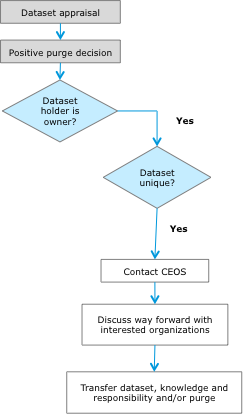 Dataset appraisal
Positive purge decision
Dataset
holder is
owner?
Yes
Dataset
unique?
Yes
Contact CEOS
Discuss way forward with
interested organizations
Transfer dataset, knowledge and
responsibility and/or purge